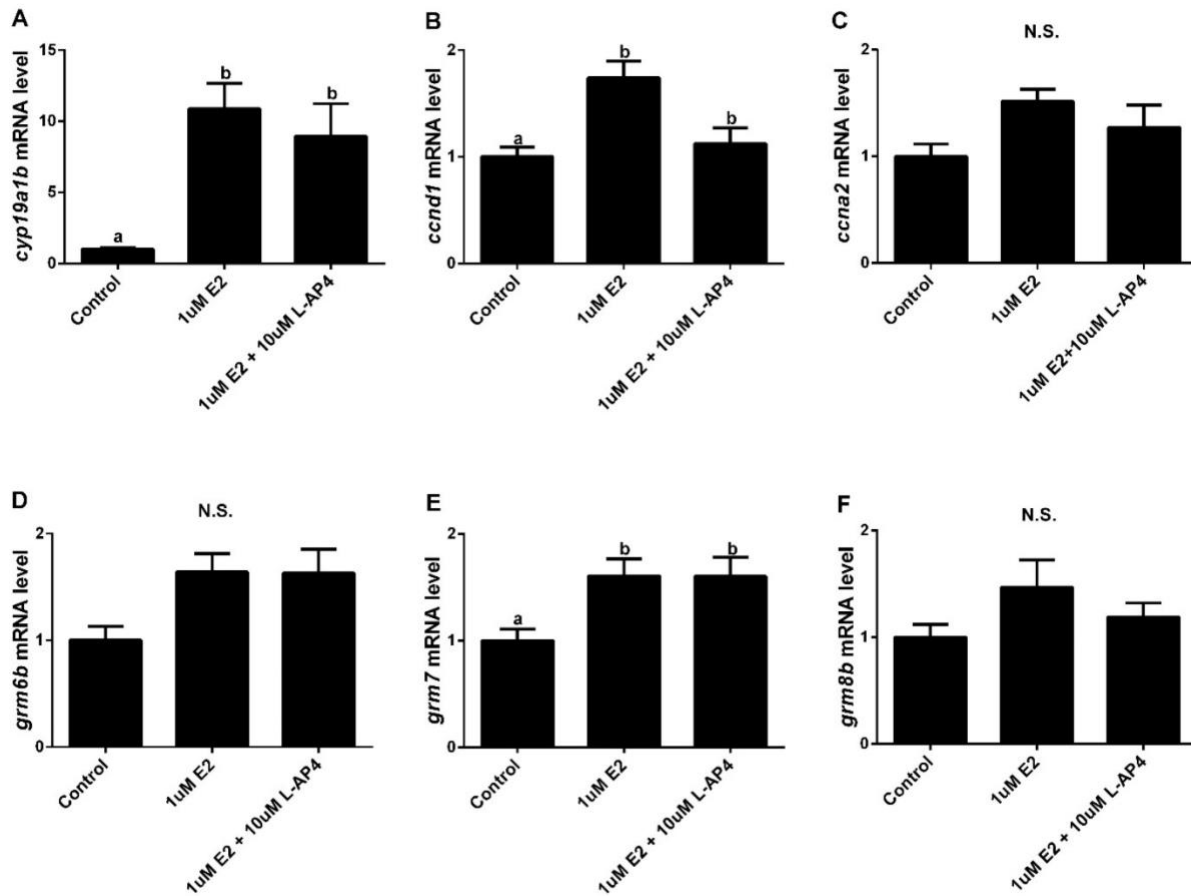 A
cyp19a1b mRNA level
15
10
5
0
a
b
b
Control
1uM E2
1uM E2 + 10uM L-AP4
B
ccnd1 mRNA level
2
1
0
a
b
b
Control
1uM E2
1uM E2 + 10uM L-AP4
C
N.S.
ccna2 mRNA level
2
1
0
Control
1uM E2
1uM E2+10uM L-AP4
D
N.S.
grm6b mRNA level
2
1
0
Control
1uM E2
1uM E2 + 10uM L-AP4
E
grm7 mRNA level
2
1
0
a
b
b
Control
1uM E2
1uM E2 + 10uM L-AP4
F
N.S.
grm8b mRNA level
2
1
0
Control
1uM E2
1uM E2 + 10uM L-AP4